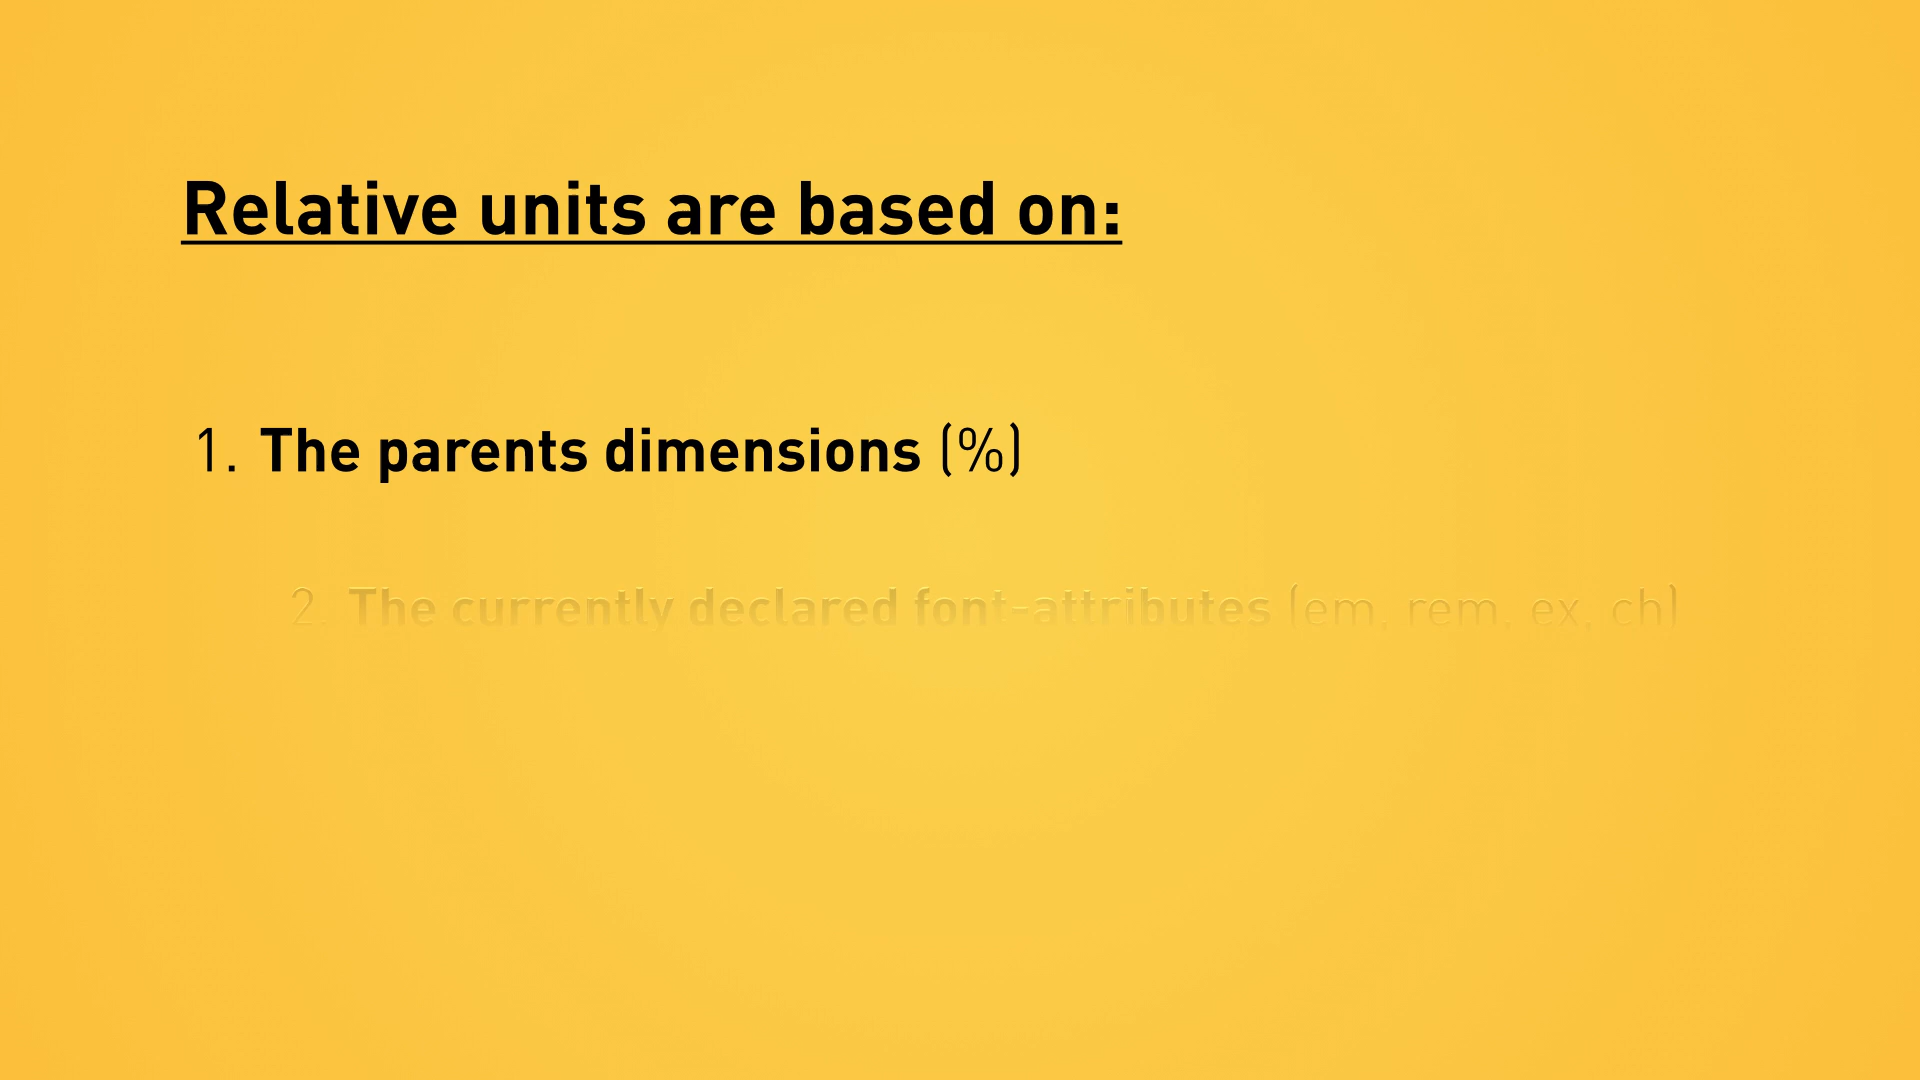 Relative units are based on:
1. The parents dimensions (%)
2. The currently declared font-attributes (em, rem, ex, ch)